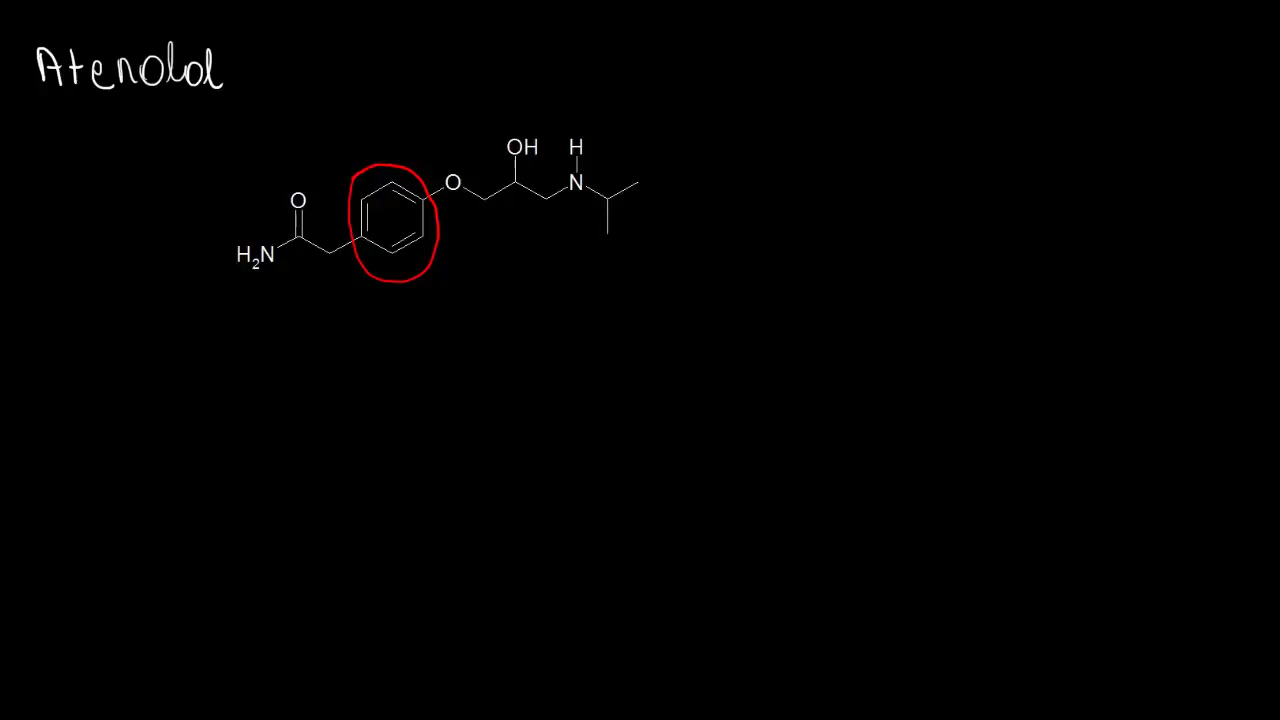 Atenolol
OH H
O N
O
H₂N